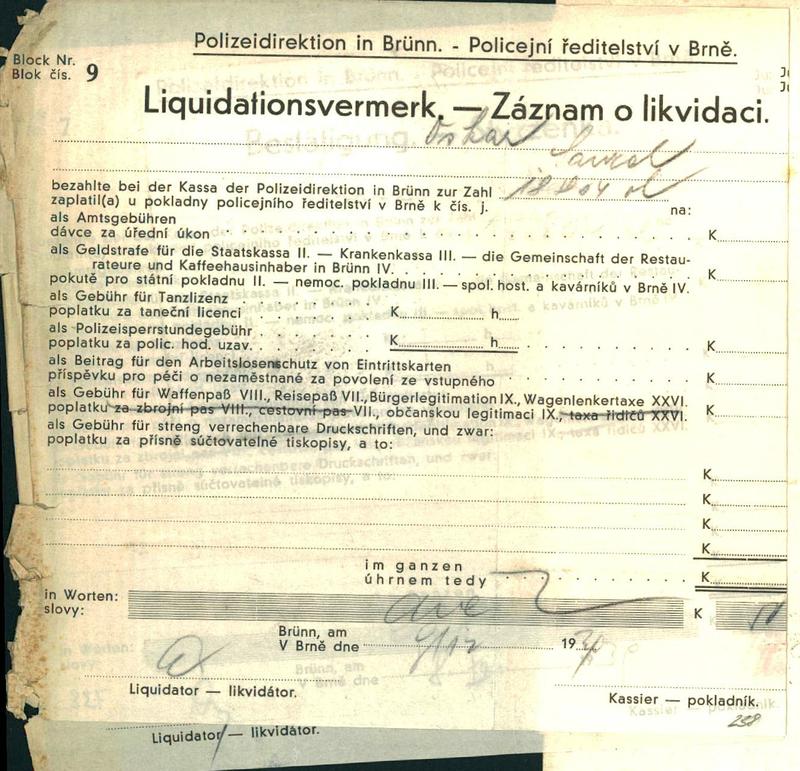 Polizeidirektion in Brünn. - Policejní ředitelství v Brně.
Block Nr.
Blok čís. 9
Liquidationsvermerk. — Záznam o likvidaci.
Oskar
bezahlte bei der Kassa der Polizeidirektion in Brünn zur Zahl
zaplatil(a) u pokladny policejního ředitelství v Brně k čís. j. na:
als Amtsgebühren
dávce za úřední úkon K
als Geldstrafe für die Staatskassa II. — Krankenkassa III. — die Gemeinschaft der Restau-
rateure und Kaffeehausinhaber in Brünn IV.
pokutě pro státní pokladnu II. — nemoc. pokladnu III. — spol. host. a kavárníků v Brně IV. K
als Gebühr für Tanzlizenz
poplatku za taneční licenci K h
als Polizeisperrstundegebühr
poplatku za polic. hod. uzav. K h K
als Beitrag für den Arbeitslosenschutz von Eintrittskarten
příspěvku pro péči o nezaměstnané za povolení ze vstupného K
als Gebühr für Waffenpaß VIII., Reisepaß VII., Bürgerlegitimation IX., Wagenlenkertaxe XXVI.
poplatku za zbrojní pas VIII., cestovní pas VII., občanskou legitimaci IX., taxa řidičů XXVI. K
als Gebühr für streng verrechenbare Druckschriften, und zwar:
poplatku za přísně súčtovatelné tiskopisy, a to:
K
K
K
K
im ganzen
úhrnem tedy K
in Worten:
slovy: K
Brünn, am
V Brně dne 19
Liquidator — likvidátor.
Kassier — pokladník.
238
Liquidator — likvidátor.